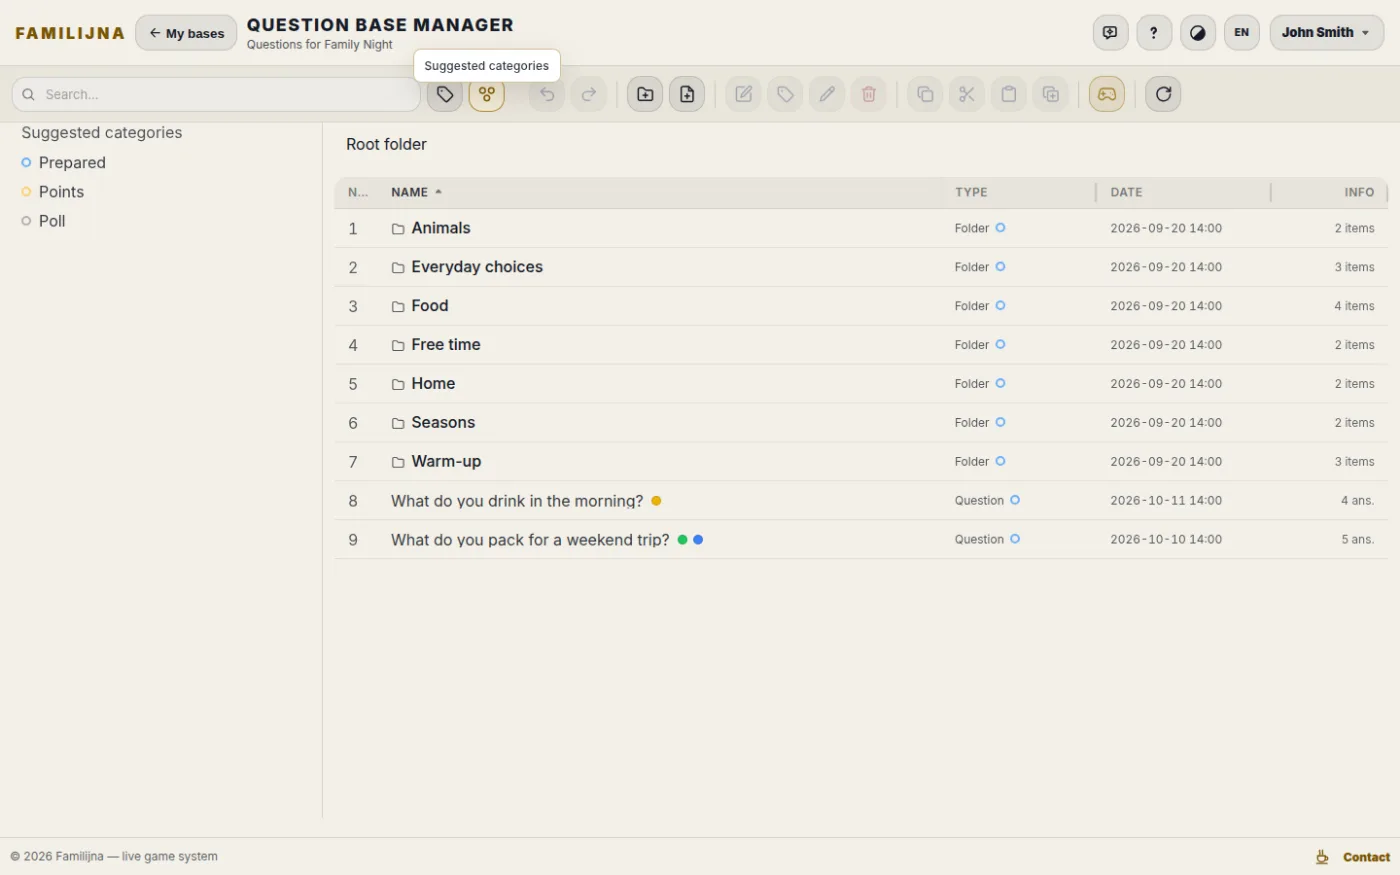 FAMILIJNA
← My bases
QUESTION BASE MANAGER
Questions for Family Night
?
EN
John Smith
Suggested categories
Search...
Suggested categories
Prepared
Points
Poll
Root folder
N... NAME TYPE DATE INFO
1 Animals Folder 2026-09-20 14:00 2 items
2 Everyday choices Folder 2026-09-20 14:00 3 items
3 Food Folder 2026-09-20 14:00 4 items
4 Free time Folder 2026-09-20 14:00 2 items
5 Home Folder 2026-09-20 14:00 2 items
6 Seasons Folder 2026-09-20 14:00 2 items
7 Warm-up Folder 2026-09-20 14:00 3 items
8 What do you drink in the morning? Question 2026-10-11 14:00 4 ans.
9 What do you pack for a weekend trip? Question 2026-10-10 14:00 5 ans.
© 2026 Familijna — live game system
Contact